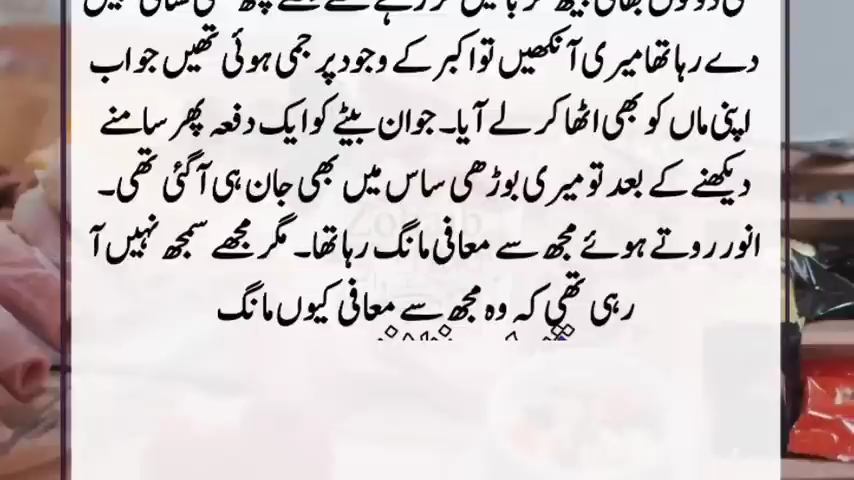 دے رہا تھا میری آنکھیں تو اکبر کے وجود پر جمی ہوئی تھیں جو اب
اپنی ماں کو بھی اٹھا کر لے آیا۔ جوان بیٹے کو ایک دفعہ پھر سامنے
دیکھنے کے بعد تو میری بوڑھی ساس میں بھی جان ہی آ گئی تھی۔
انور روتے ہوئے مجھ سے معافی مانگ رہا تھا۔ مگر مجھے سمجھ نہیں آ
رہی تھی کہ وہ مجھ سے معافی کیوں مانگ